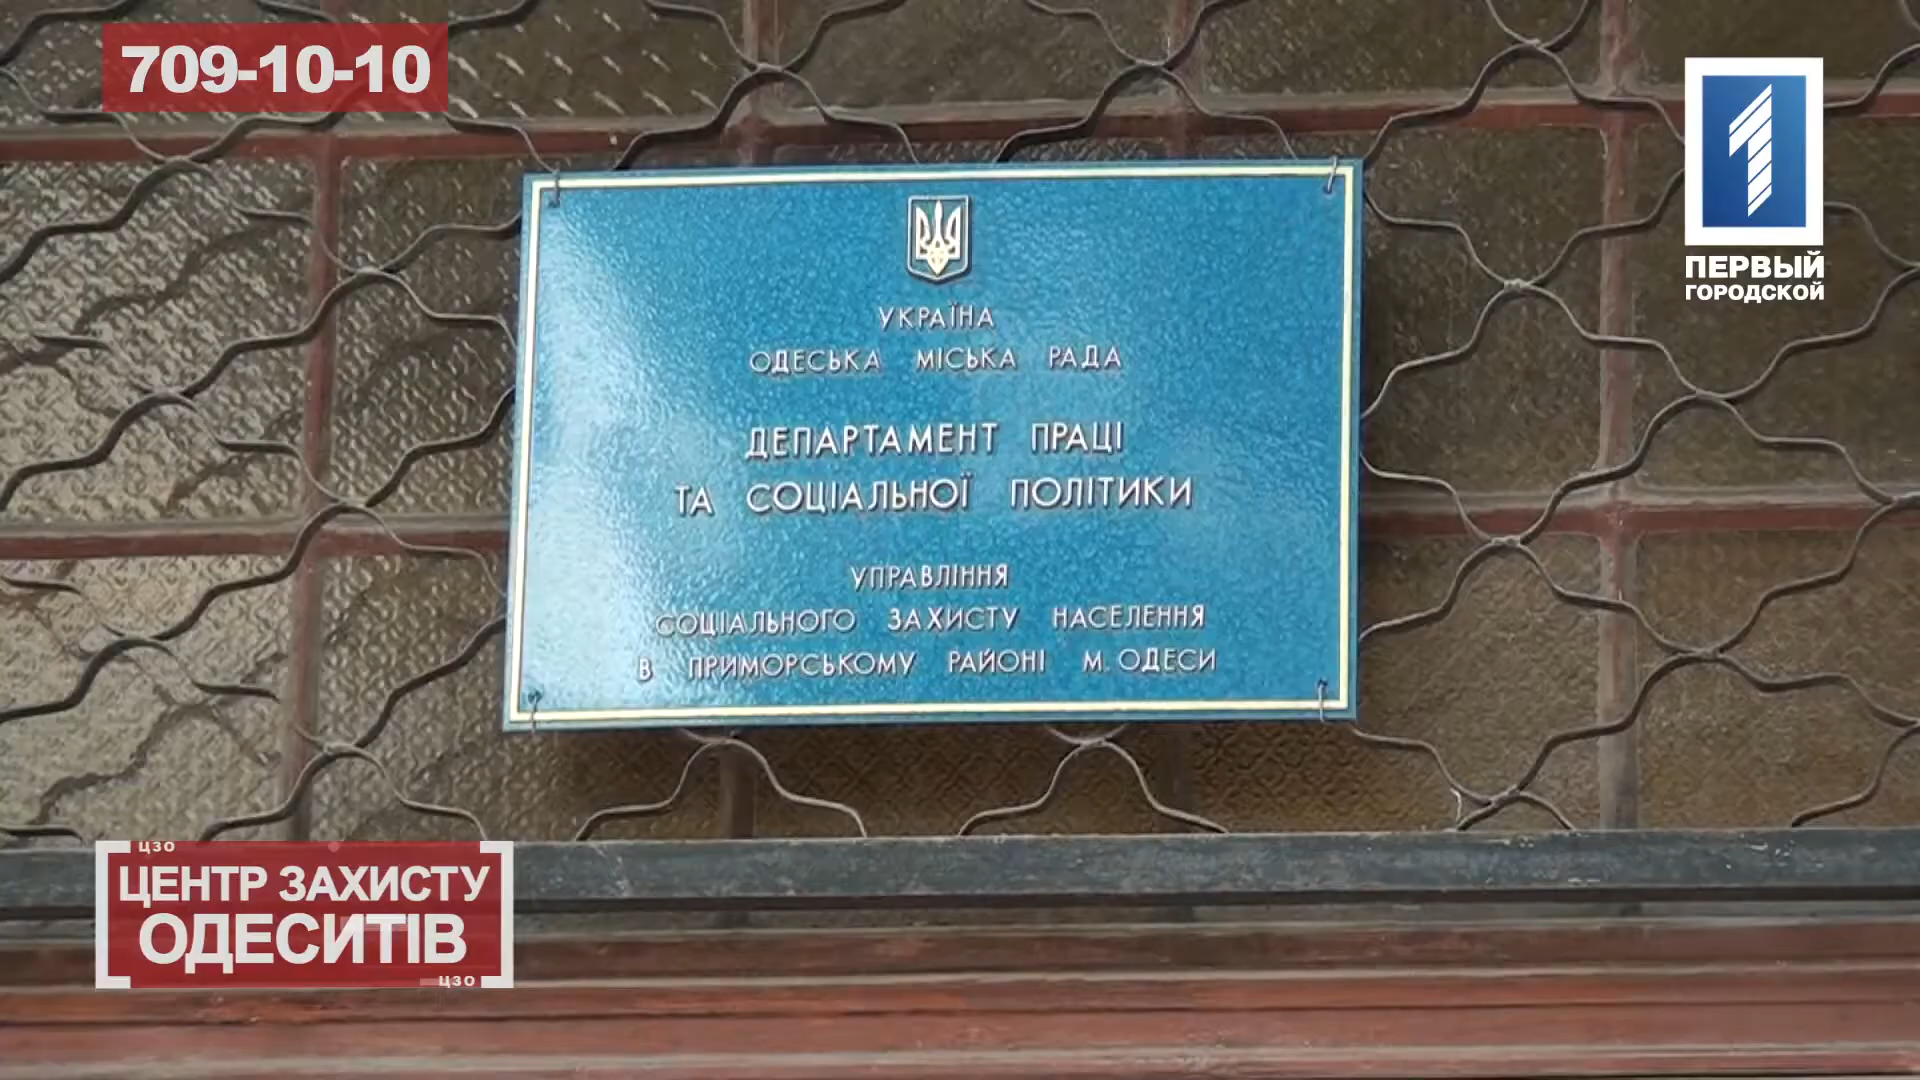 709-10-10
ПЕРВЫЙ
ГОРОДСКОЙ
УКРАЇНА
ОДЕСЬКА МІСЬКА РАДА
ДЕПАРТАМЕНТ ПРАЦІ
ТА СОЦІАЛЬНОЇ ПОЛІТИКИ
УПРАВЛІННЯ
СОЦІАЛЬНОГО ЗАХИСТУ НАСЕЛЕННЯ
В ПРИМОРСЬКОМУ РАЙОНІ М. ОДЕСИ
ЦЗО
ЦЕНТР ЗАХИСТУ
ОДЕСИТІВ
ЦЗО